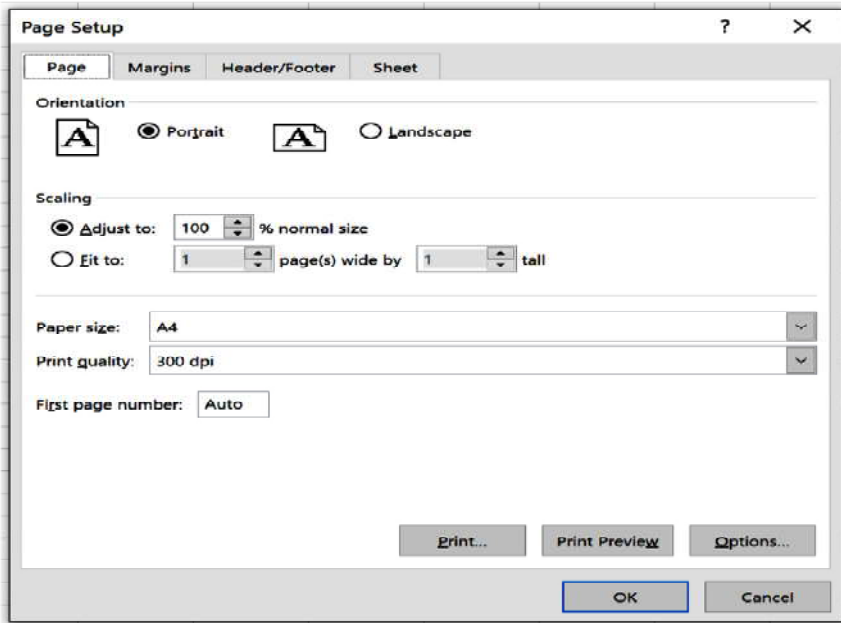 Page Setup ? ✕
Page Margins Header/Footer Sheet
Orientation
A Portrait A Landscape
Scaling
Adjust to: 100 % normal size
Fit to: 1 page(s) wide by 1 tall
Paper size: A4
Print quality: 300 dpi
First page number: Auto
Print... Print Preview Options...
OK Cancel